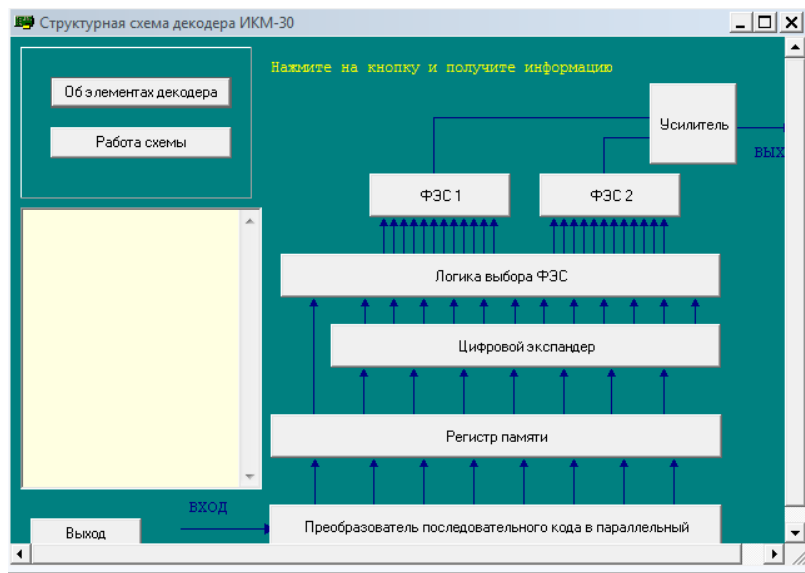 Структурная схема декодера ИКМ-30
Нажмите на кнопку и получите информацию
Об элементах декодера
Работа схемы
Усилитель
ВЫХ
ФЭС 1
ФЭС 2
Логика выбора ФЭС
Цифровой экспандер
Регистр памяти
ВХОД
Преобразователь последовательного кода в параллельный
Выход